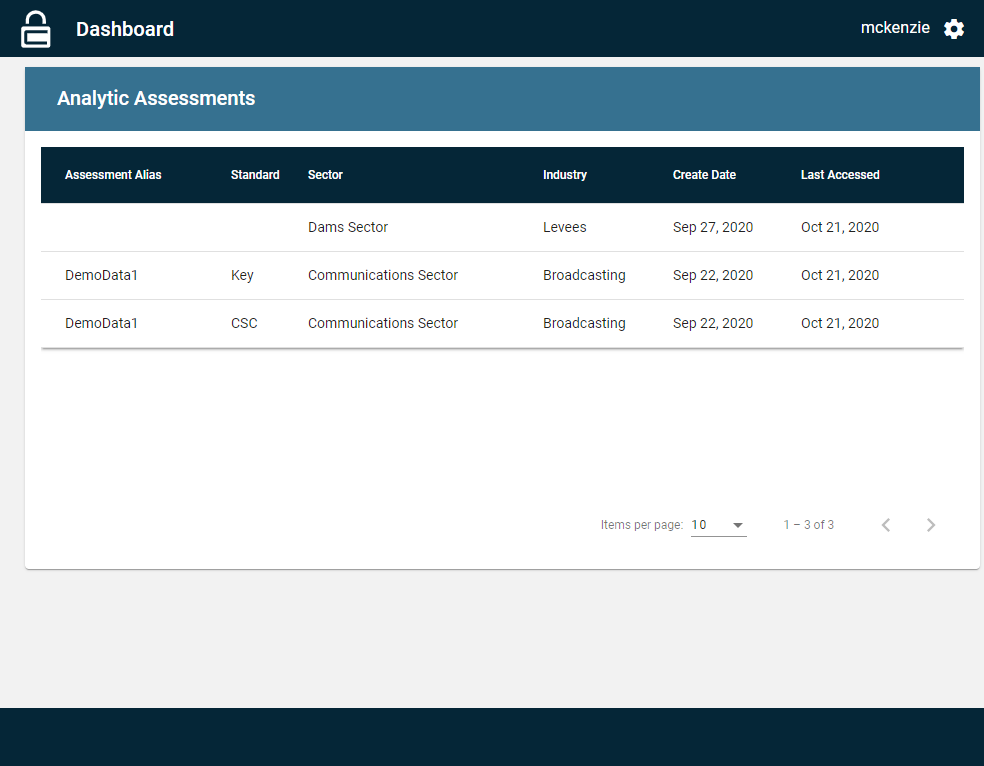 Dashboard
mckenzie
Analytic Assessments
Assessment Alias Standard Sector Industry Create Date Last Accessed
Dams Sector Levees Sep 27, 2020 Oct 21, 2020
DemoData1 Key Communications Sector Broadcasting Sep 22, 2020 Oct 21, 2020
DemoData1 CSC Communications Sector Broadcasting Sep 22, 2020 Oct 21, 2020
Items per page: 10 1 – 3 of 3